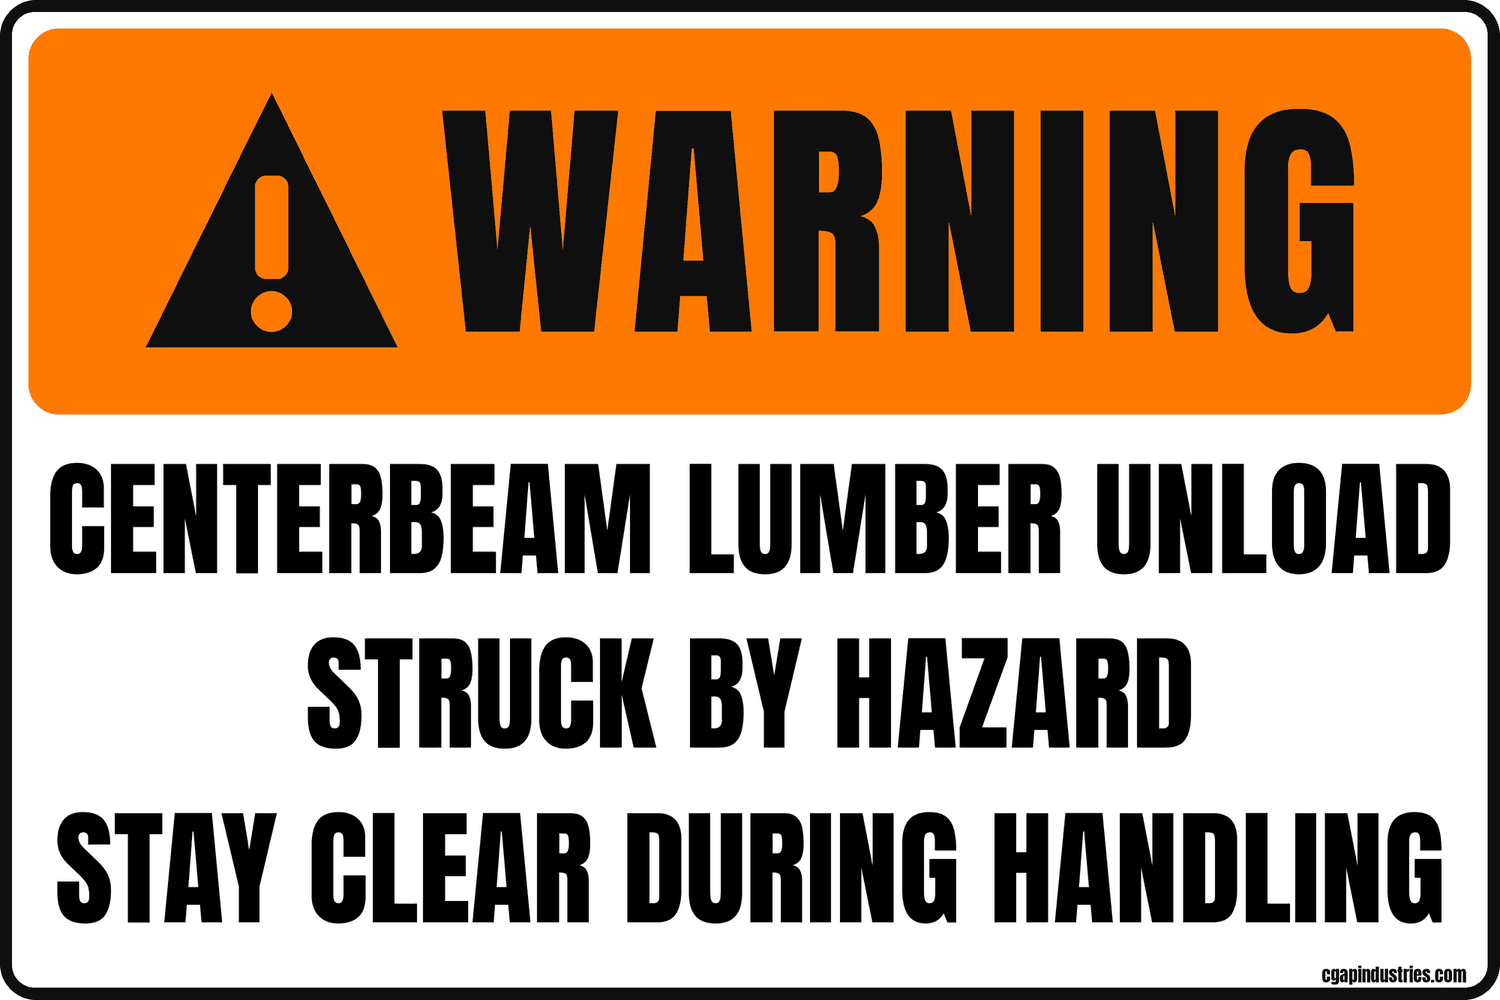 WARNING
CENTERBEAM LUMBER UNLOAD
STRUCK BY HAZARD
STAY CLEAR DURING HANDLING
cgapindustries.com